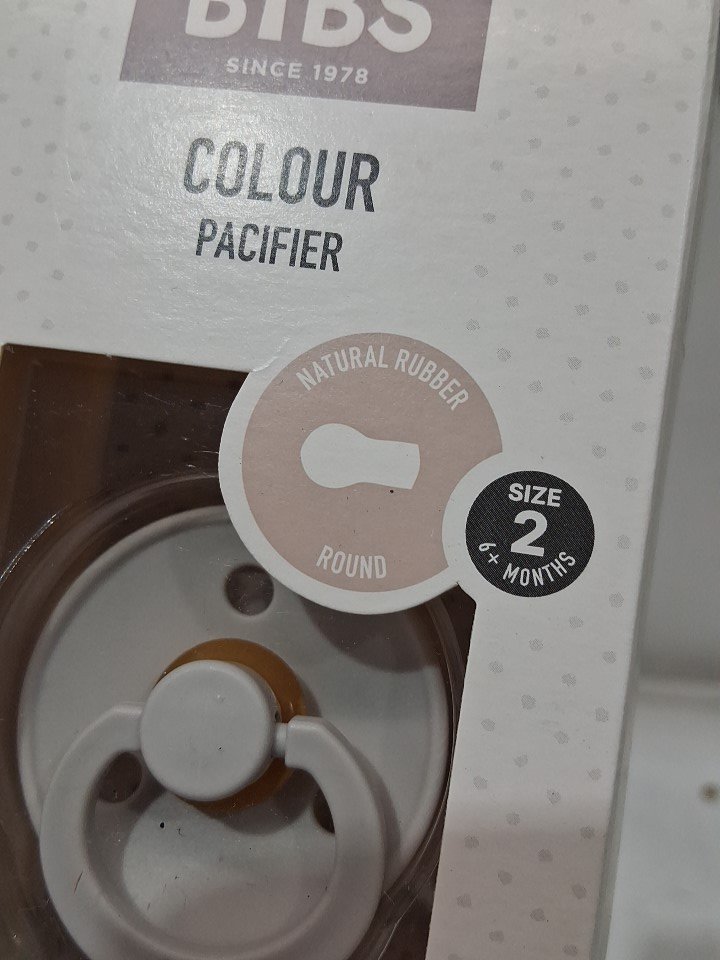 BIBS
SINCE 1978
COLOUR
PACIFIER
NATURAL RUBBER
ROUND
SIZE
2
6+ MONTHS